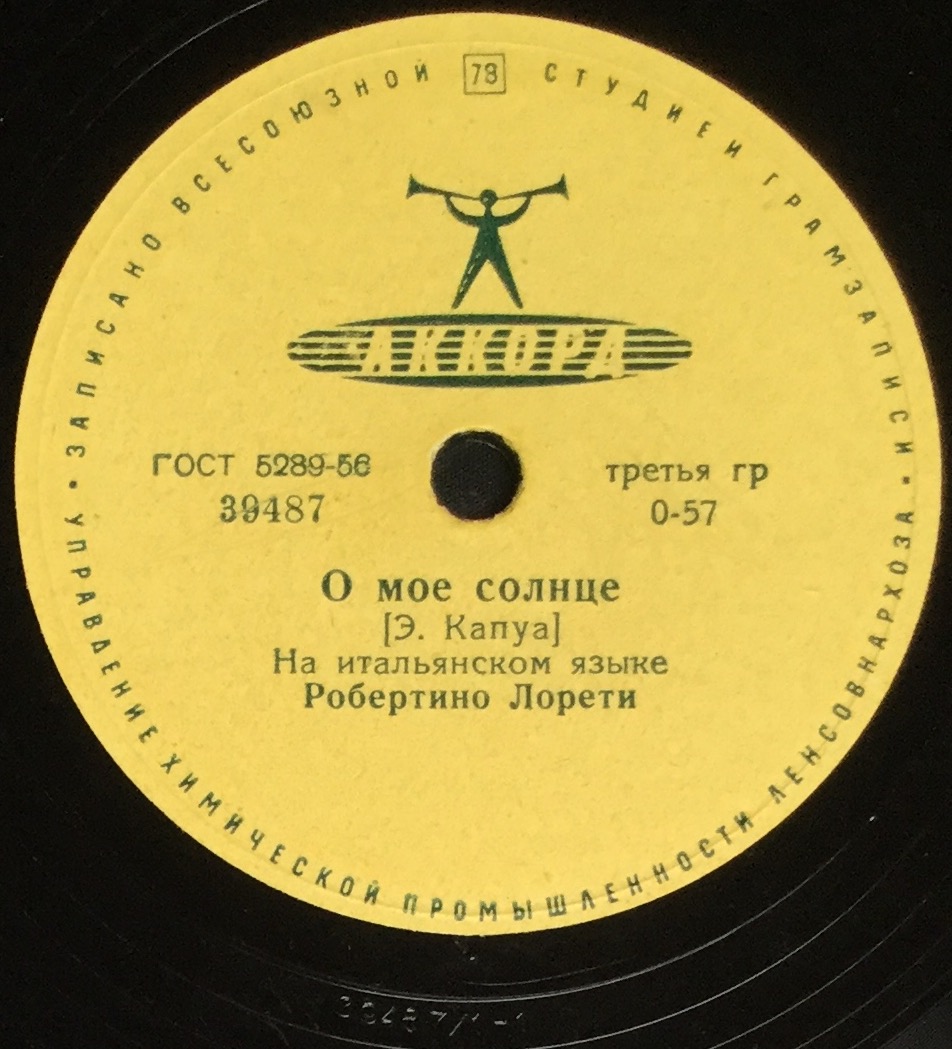 ЗАПИСАНО ВСЕСОЮЗНОЙ 78 СТУДИЕЙ ГРАМЗАПИСИ
АККОРД
ГОСТ 5289-56
39487
третья гр
0-57
О мое солнце
[Э. Капуа]
На итальянском языке
Робертино Лорети
• УПРАВЛЕНИЕ ХИМИЧЕСКОЙ ПРОМЫШЛЕННОСТИ ЛЕНСОВНАРХОЗА •